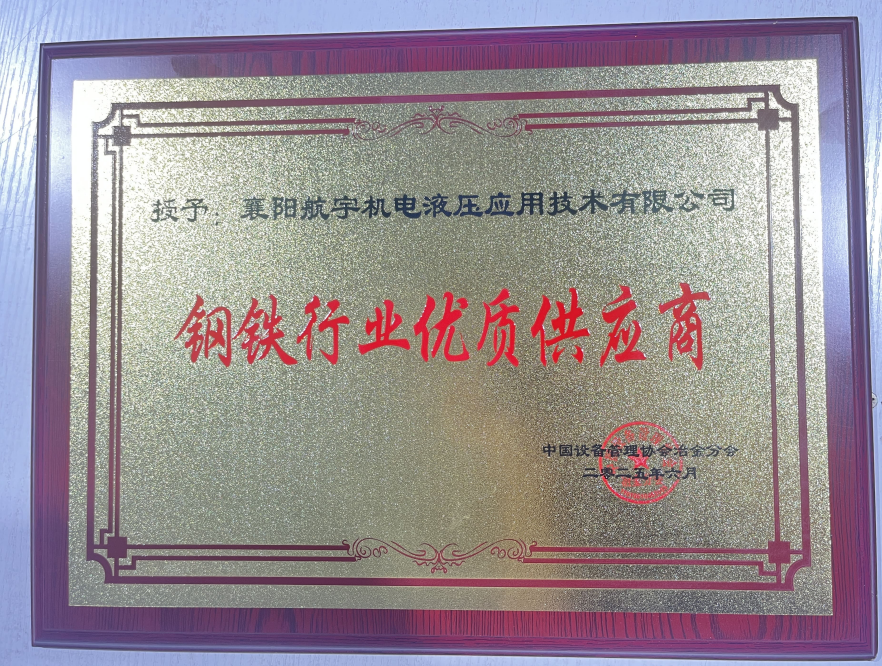 授予：襄阳航宇机电液压应用技术有限公司
钢铁行业优质供应商
中国设备管理协会冶金分会
二零二五年六月